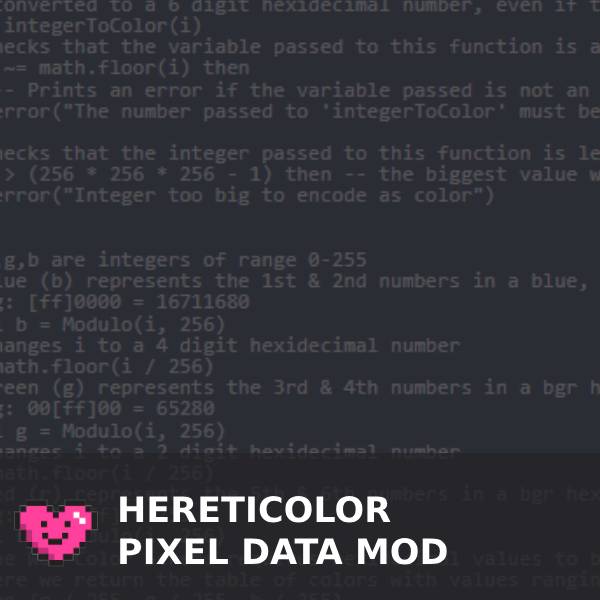 converted to a 6 digit hexidecimal number, even if t
integerToColor(i)
hecks that the variable passed to this function is a
~= math.floor(i) then
-- Prints an error if the variable passed is not an
error("The number passed to 'integerToColor' must be
hecks that the integer passed to this function is le
> (256 * 256 * 256 - 1) then -- the biggest value w
error("Integer too big to encode as color")
,g,b are integers of range 0-255
lue (b) represents the 1st & 2nd numbers in a blue,
g: [ff]0000 = 16711680
l b = Modulo(i, 256)
hanges i to a 4 digit hexidecimal number
math.floor(i / 256)
reen (g) represents the 3rd & 4th numbers in a bgr h
g: 00[ff]00 = 65280
l g = Modulo(i, 256)
hanges i to a 2 digit hexidecimal number
math.floor(i / 256)
numbers in a bgr hex
HERETICOLOR
PIXEL DATA MOD
values to b
ere we return the table of colors with values rangin